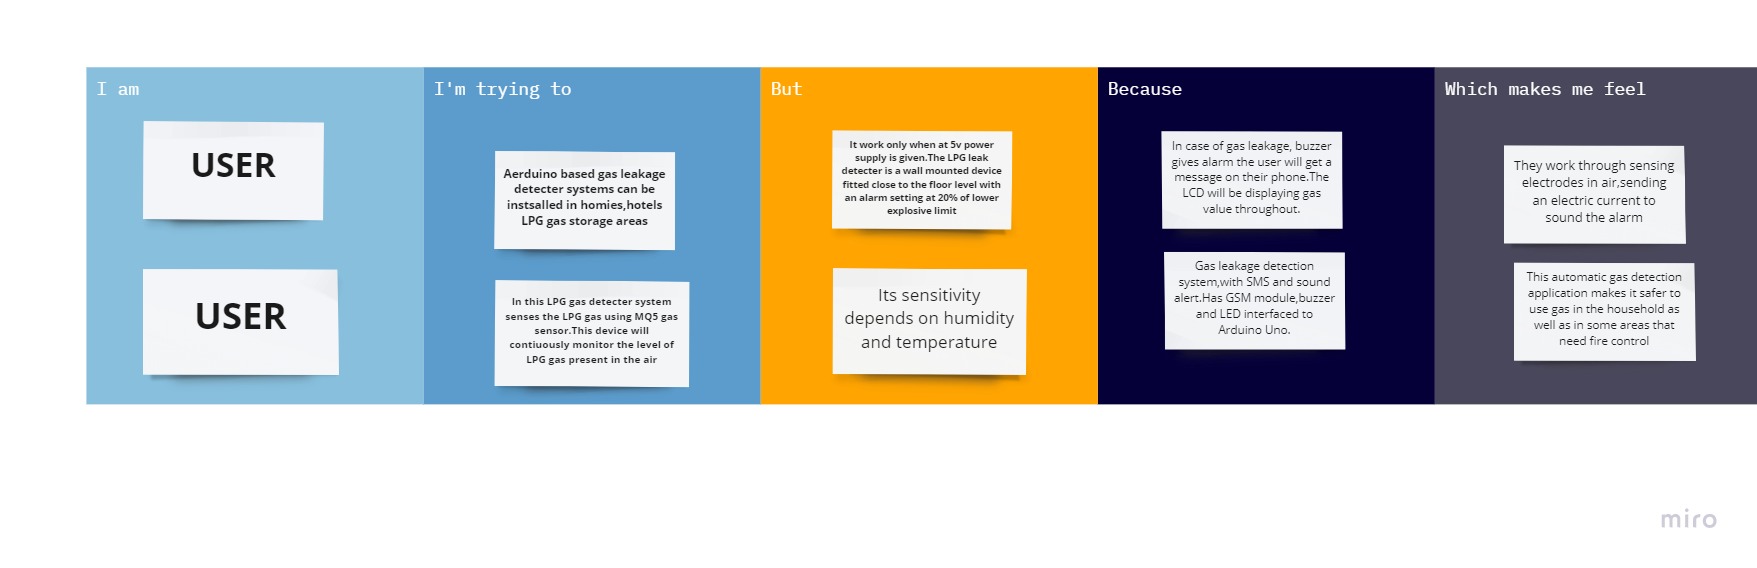 I am
USER
USER
I'm trying to
Aerduino based gas leakage
detecter systems can be
instsalled in homies,hotels
LPG gas storage areas
In this LPG gas detecter system
senses the LPG gas using MQ5 gas
sensor.This device will
contiuously monitor the level of
LPG gas present in the air
But
It work only when at 5v power
supply is given.The LPG leak
detecter is a wall mounted device
fitted close to the floor level with
an alarm setting at 20% of lower
explosive limit
Its sensitivity
depends on humidity
and temperature
Because
In case of gas leakage, buzzer
gives alarm the user will get a
message on their phone.The
LCD will be displaying gas
value throughout.
Gas leakage detection
system,with SMS and sound
alert.Has GSM module,buzzer
and LED interfaced to
Arduino Uno.
Which makes me feel
They work through sensing
electrodes in air,sending
an electric current to
sound the alarm
This automatic gas detection
application makes it safer to
use gas in the household as
well as in some areas that
need fire control
miro